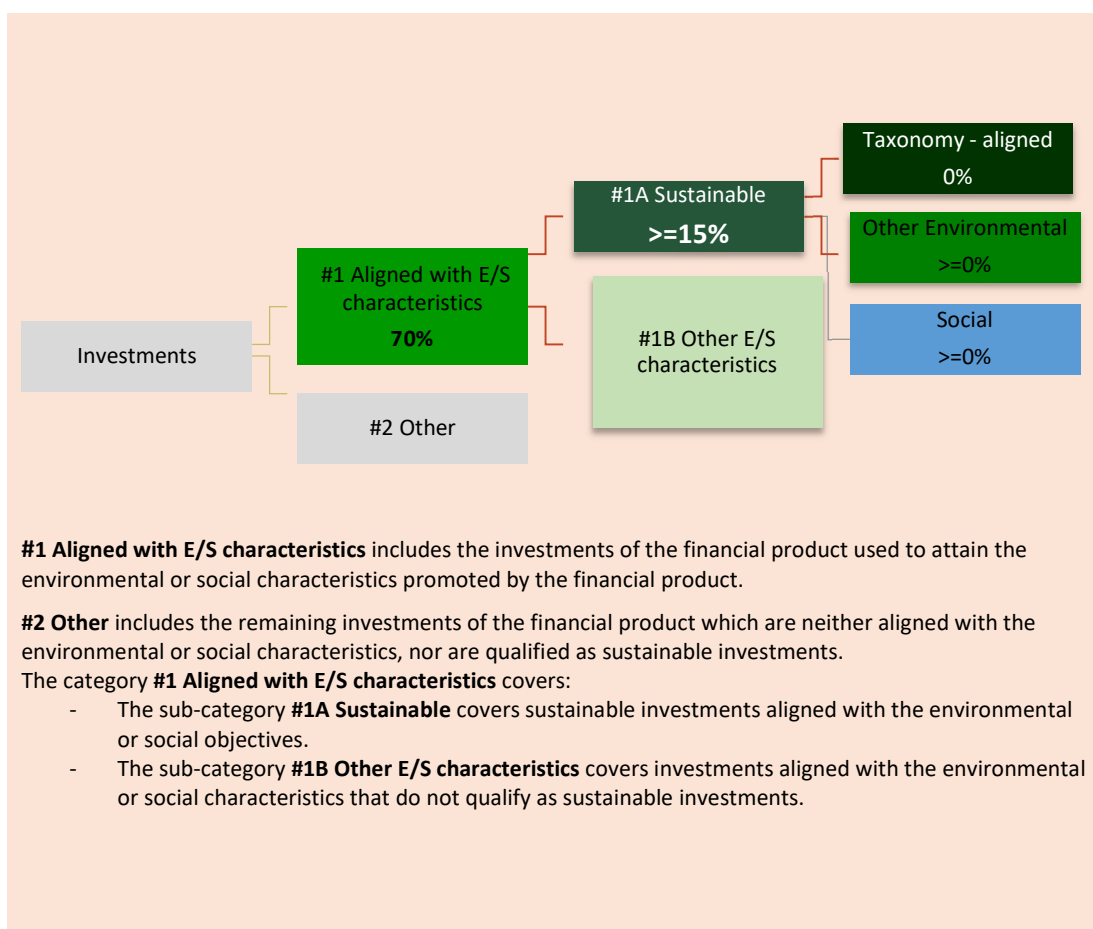 Taxonomy - aligned
0%
#1A Sustainable
>=15%
Other Environmental
>=0%
#1 Aligned with E/S
characteristics
70%
Social
>=0%
#1B Other E/S
characteristics
Investments
#2 Other
#1 Aligned with E/S characteristics includes the investments of the financial product used to attain the
environmental or social characteristics promoted by the financial product.
#2 Other includes the remaining investments of the financial product which are neither aligned with the
environmental or social characteristics, nor are qualified as sustainable investments.
The category #1 Aligned with E/S characteristics covers:
- The sub-category #1A Sustainable covers sustainable investments aligned with the environmental
or social objectives.
- The sub-category #1B Other E/S characteristics covers investments aligned with the environmental
or social characteristics that do not qualify as sustainable investments.